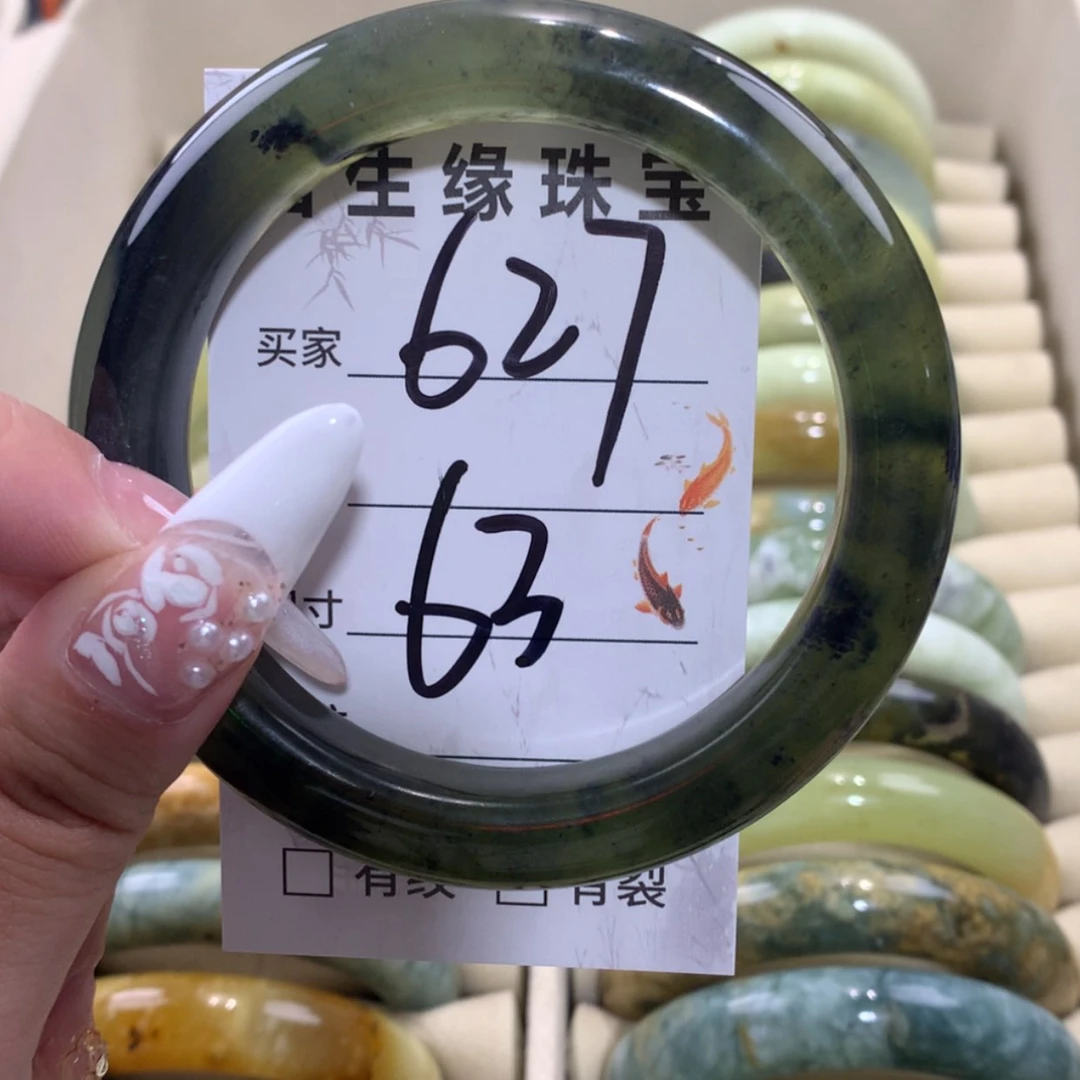 生缘珠宝
买家 627
寸 63
□ 有纹 □ 有裂